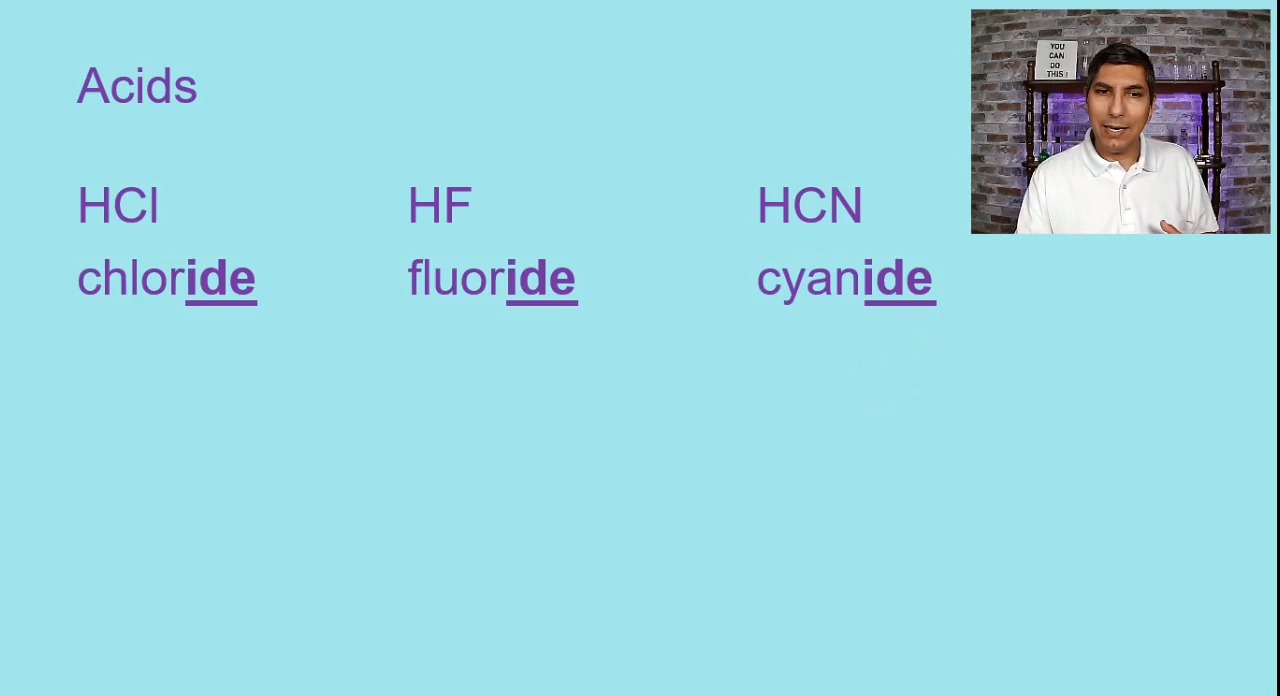 Acids
HCl HF HCN
chloride fluoride cyanide
YOU
CAN
DO
THIS!